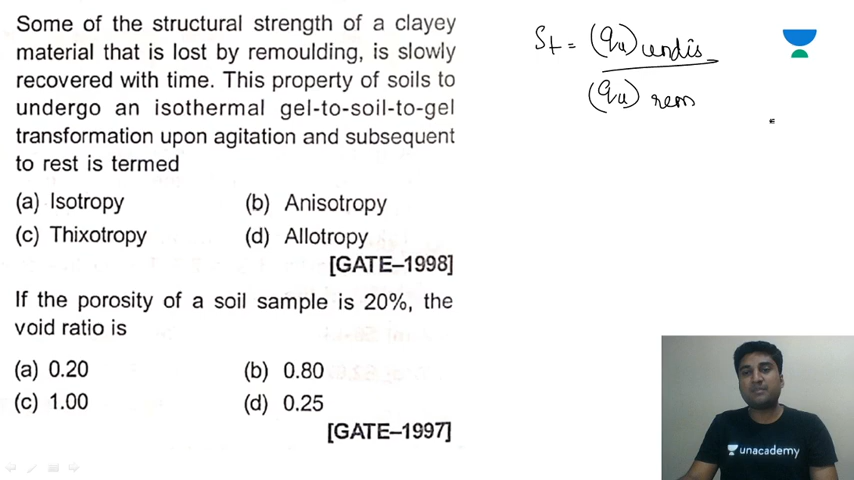 Some of the structural strength of a clayey
material that is lost by remoulding, is slowly
recovered with time. This property of soils to
undergo an isothermal gel-to-soil-to-gel
transformation upon agitation and subsequent
to rest is termed
(a) Isotropy (b) Anisotropy
(c) Thixotropy (d) Allotropy
[GATE–1998]
If the porosity of a soil sample is 20%, the
void ratio is
(a) 0.20 (b) 0.80
(c) 1.00 (d) 0.25
[GATE–1997]
St = (qu) undis
(qu) rem
unacademy